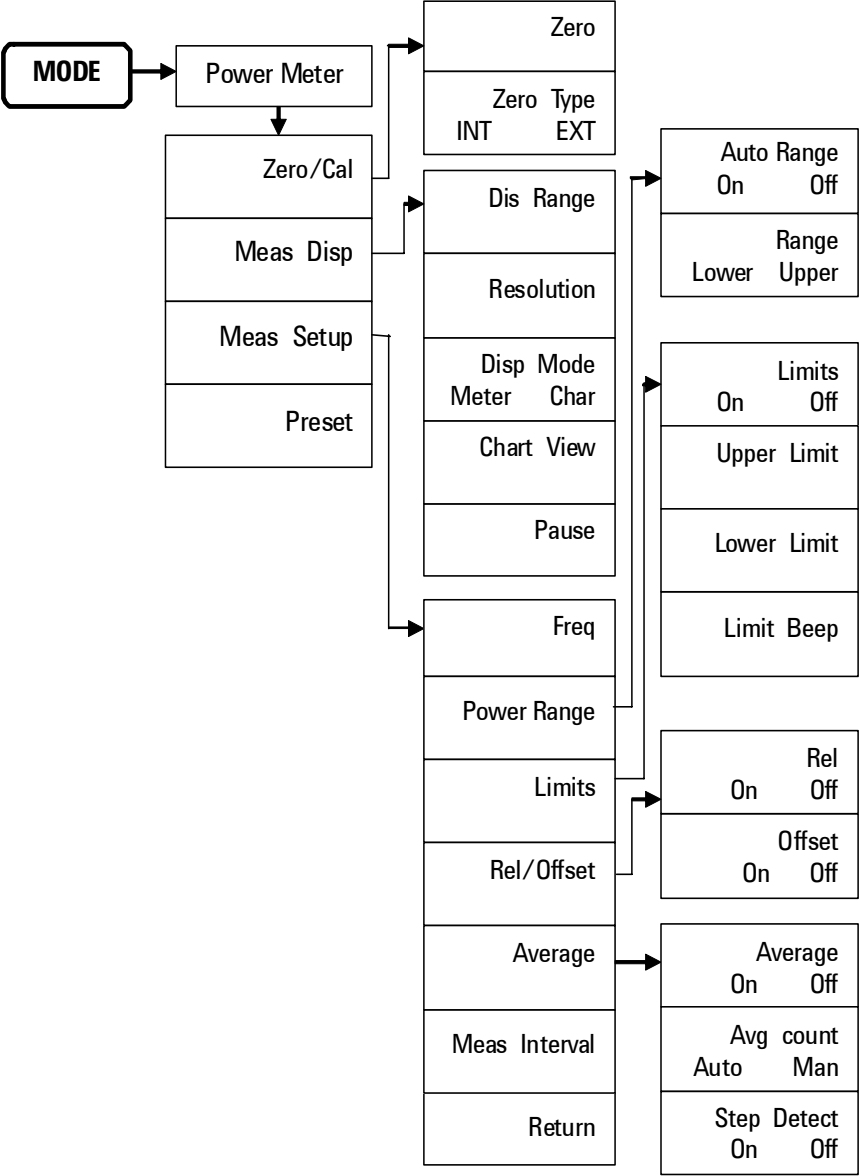 MODE
Power Meter
Zero/Cal
Meas Disp
Meas Setup
Preset
Zero
Zero Type
INT EXT
Dis Range
Resolution
Disp Mode
Meter Char
Chart View
Pause
Freq
Power Range
Limits
Rel/Offset
Average
Meas Interval
Return
Auto Range
On Off
Range
Lower Upper
Limits
On Off
Upper Limit
Lower Limit
Limit Beep
Rel
On Off
Offset
On Off
Average
On Off
Avg count
Auto Man
Step Detect
On Off